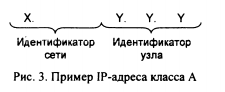 X. Y. Y. Y
Идентификатор Идентификатор
сети узла
Рис. 3. Пример IP-адреса класса А